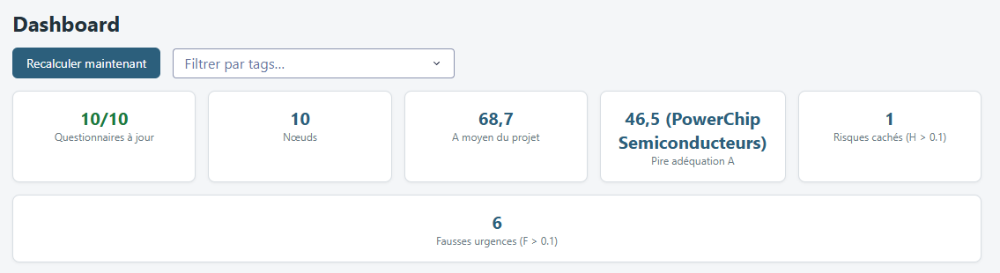 Dashboard
Recalculer maintenant
Filtrer par tags...
10/10
Questionnaires à jour
10
Nœuds
68,7
A moyen du projet
46,5 (PowerChip
Semiconducteurs)
Pire adéquation A
1
Risques cachés (H > 0.1)
6
Fausses urgences (F > 0.1)